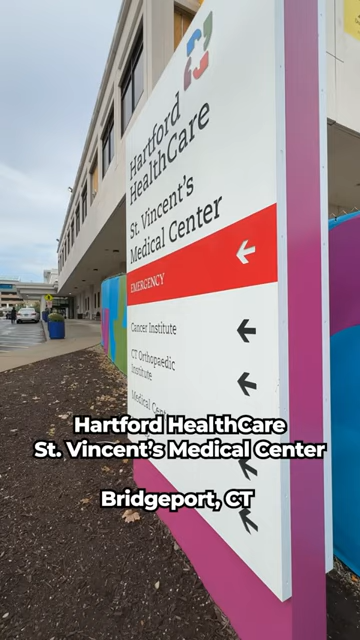 Hartford
HealthCare
St. Vincent's
Medical Center
EMERGENCY
Cancer Institute
CT Orthopaedic
Institute
Medical
Hartford HealthCare
St. Vincent's Medical Center
Bridgeport, CT